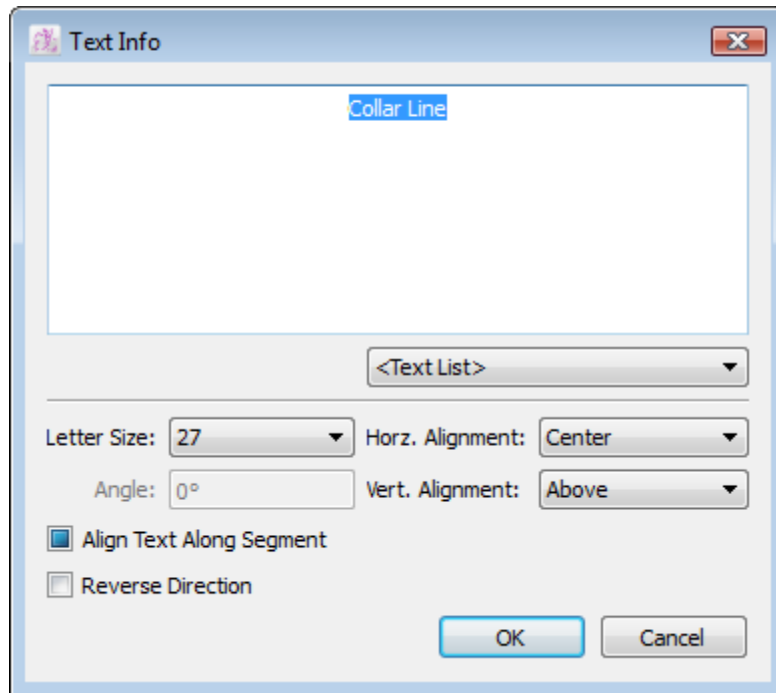 Text Info
Collar Line
<Text List>
Letter Size: 27 Horz. Alignment: Center
Angle: 0° Vert. Alignment: Above
Align Text Along Segment
Reverse Direction
OK Cancel